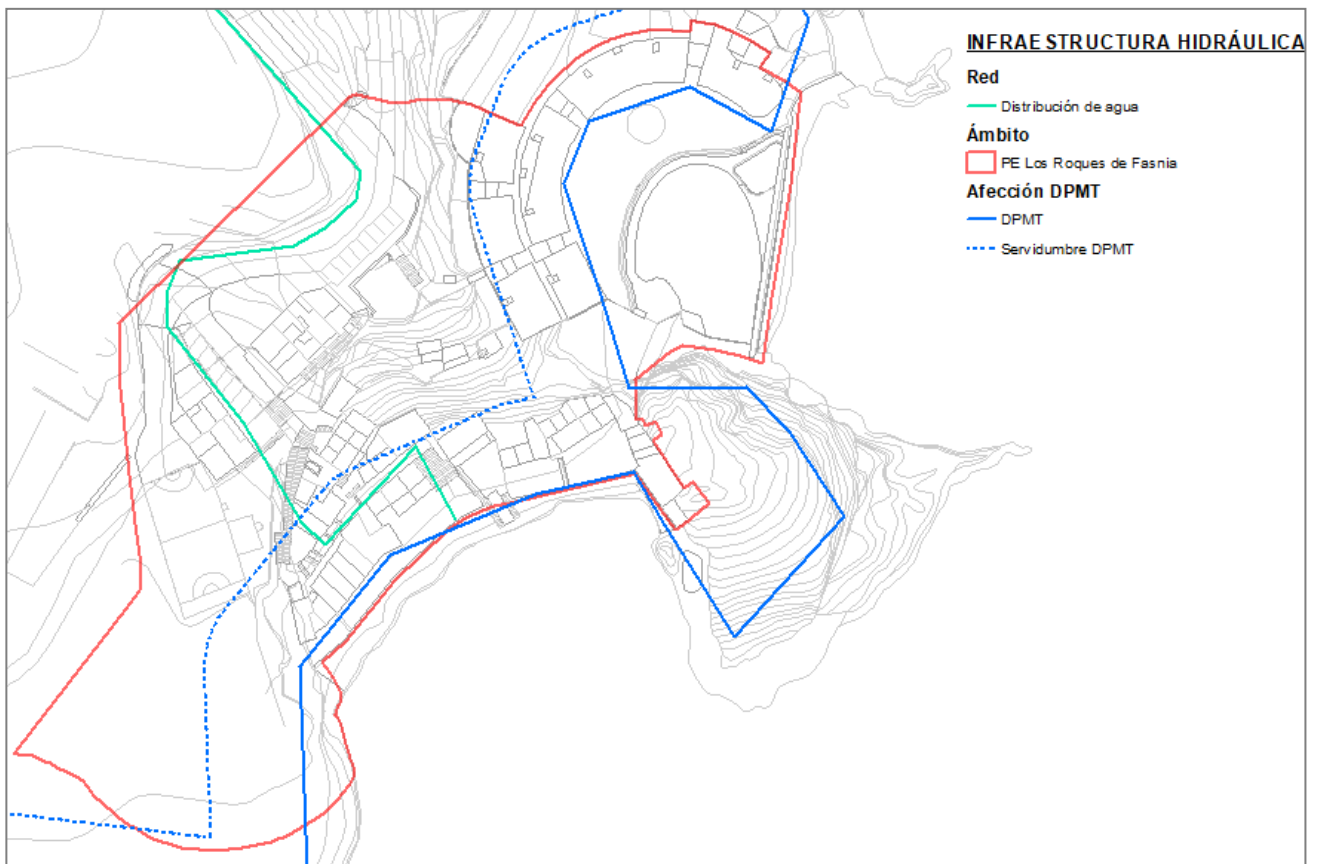 INFRAESTRUCTURA HIDRÁULICA
Red
Distribución de agua
Ámbito
PE Los Roques de Fasnia
Afección DPMT
DPMT
Servidumbre DPMT